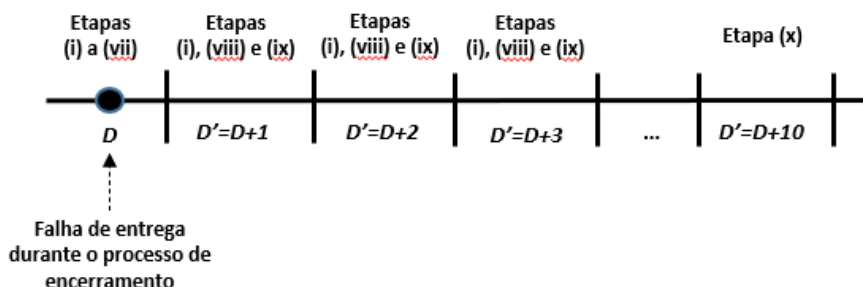 Etapas
(i) a (vii)
Etapas
(i), (viii) e (ix)
Etapas
(i), (viii) e (ix)
Etapas
(i), (viii) e (ix)
Etapa (x)
D
D’=D+1
D’=D+2
D’=D+3
...
D’=D+10
Falha de entrega
durante o processo de
encerramento